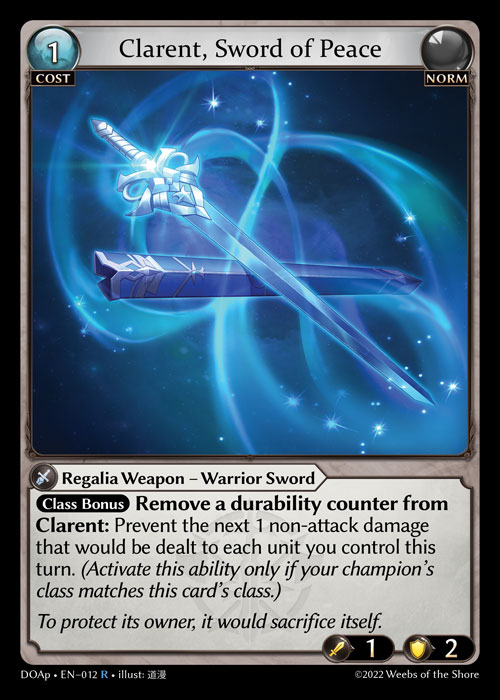 1
Clarent, Sword of Peace
COST
NORM
Regalia Weapon – Warrior Sword
Class Bonus Remove a durability counter from
Clarent: Prevent the next 1 non-attack damage
that would be dealt to each unit you control this
turn. (Activate this ability only if your champion's
class matches this card's class.)
To protect its owner, it would sacrifice itself.
1 2
DOAp • EN-012 R • illust: 道漫
©2022 Weebs of the Shore